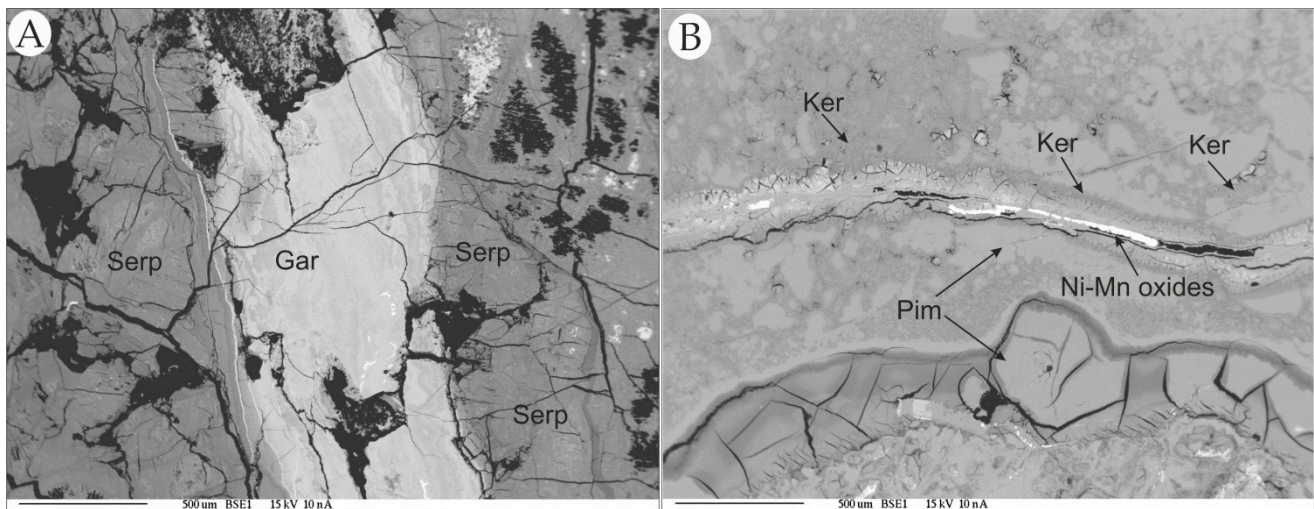 A
Serp
Gar
Serp
Serp
500 um BSE1 15 kV 10 nA
B
Ker
Ker
Ker
Ni-Mn oxides
Pim
500 um BSE1 15 kV 10 nA